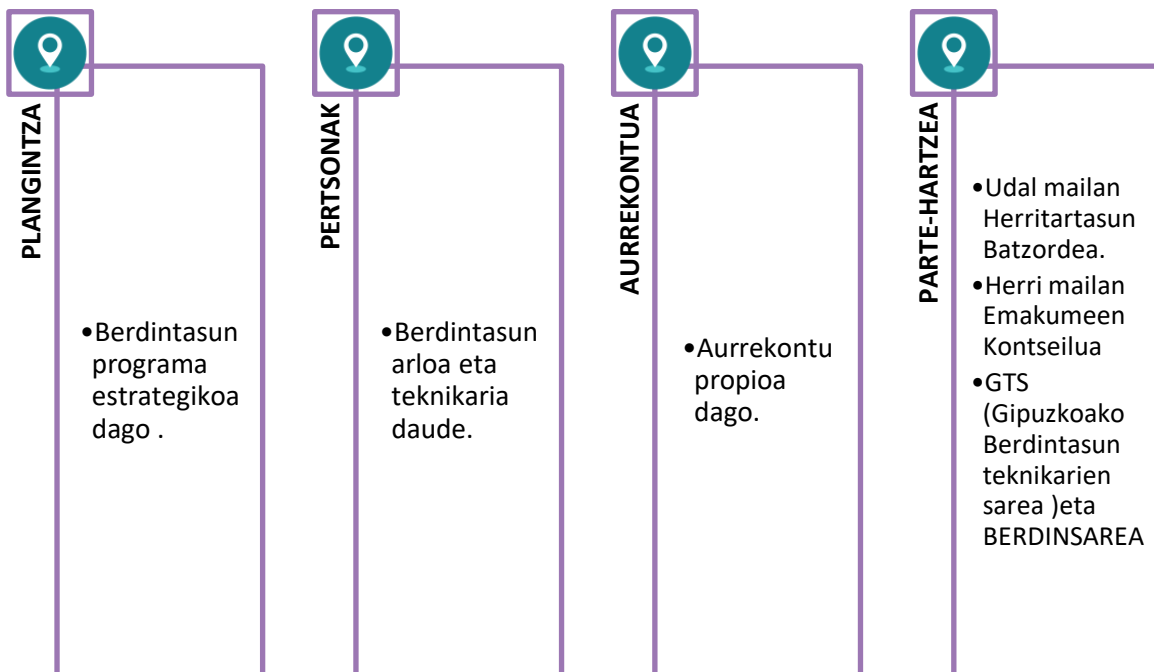 PLANGINTZA
•Berdintasun
programa
estrategikoa
dago .
PERTSONAK
•Berdintasun
arloa eta
teknikaria
daude.
AURREKONTUA
•Aurrekontu
propioa
dago.
PARTE-HARTZEA
•Udal mailan
Herritartasun
Batzordea.
•Herri mailan
Emakumeen
Kontseilua
•GTS
(Gipuzkoako
Berdintasun
teknikarien
sarea )eta
BERDINSAREA